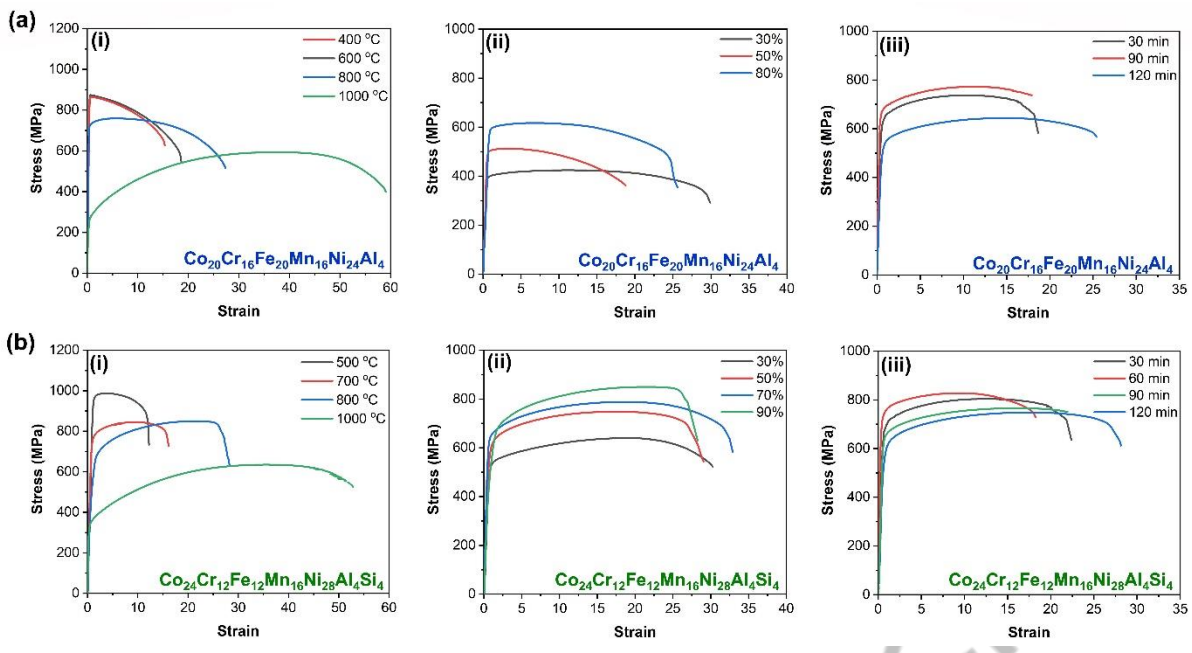 (a)
(i)
400 °C
600 °C
800 °C
1000 °C
1200
1000
800
600
400
200
0
Stress (MPa)
0 10 20 30 40 50 60
Strain
Co20Cr16Fe20Mn16Ni24Al4
(ii)
30%
50%
80%
1000
800
600
400
200
0
Stress (MPa)
0 5 10 15 20 25 30 35 40
Strain
Co20Cr16Fe20Mn16Ni24Al4
(iii)
30 min
90 min
120 min
1000
800
600
400
200
0
Stress (MPa)
0 5 10 15 20 25 30 35
Strain
Co20Cr16Fe20Mn16Ni24Al4
(b)
(i)
500 °C
700 °C
800 °C
1000 °C
1200
1000
800
600
400
200
0
Stress (MPa)
0 10 20 30 40 50 60
Strain
Co24Cr12Fe12Mn16Ni28Al4Si4
(ii)
30%
50%
70%
90%
1000
800
600
400
200
0
Stress (MPa)
0 5 10 15 20 25 30 35 40
Strain
Co24Cr12Fe12Mn16Ni28Al4Si4
(iii)
30 min
60 min
90 min
120 min
1000
800
600
400
200
0
Stress (MPa)
0 5 10 15 20 25 30 35
Strain
Co24Cr12Fe12Mn16Ni28Al4Si4